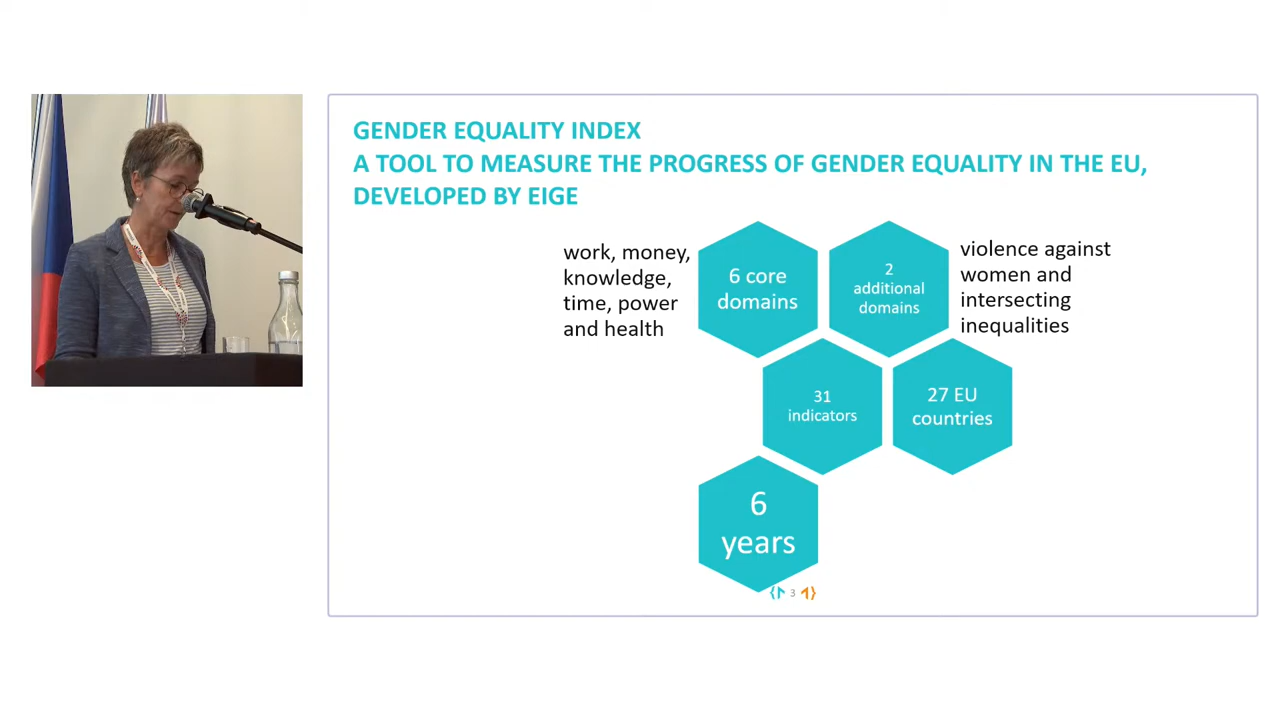 GENDER EQUALITY INDEX
A TOOL TO MEASURE THE PROGRESS OF GENDER EQUALITY IN THE EU,
DEVELOPED BY EIGE
work, money,
knowledge,
time, power
and health
6 core
domains
2
additional
domains
violence against
women and
intersecting
inequalities
31
indicators
27 EU
countries
6
years
3